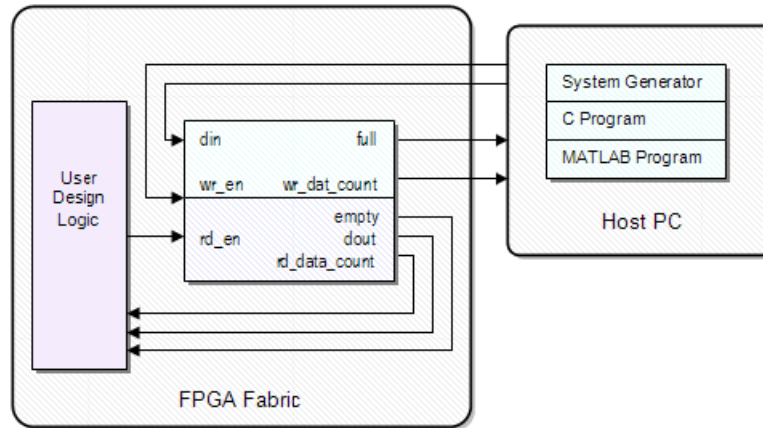 System Generator
C Program
MATLAB Program
Host PC
User
Design
Logic
din full
wr_en wr_dat_count
empty
rd_en dout
rd_data_count
FPGA Fabric